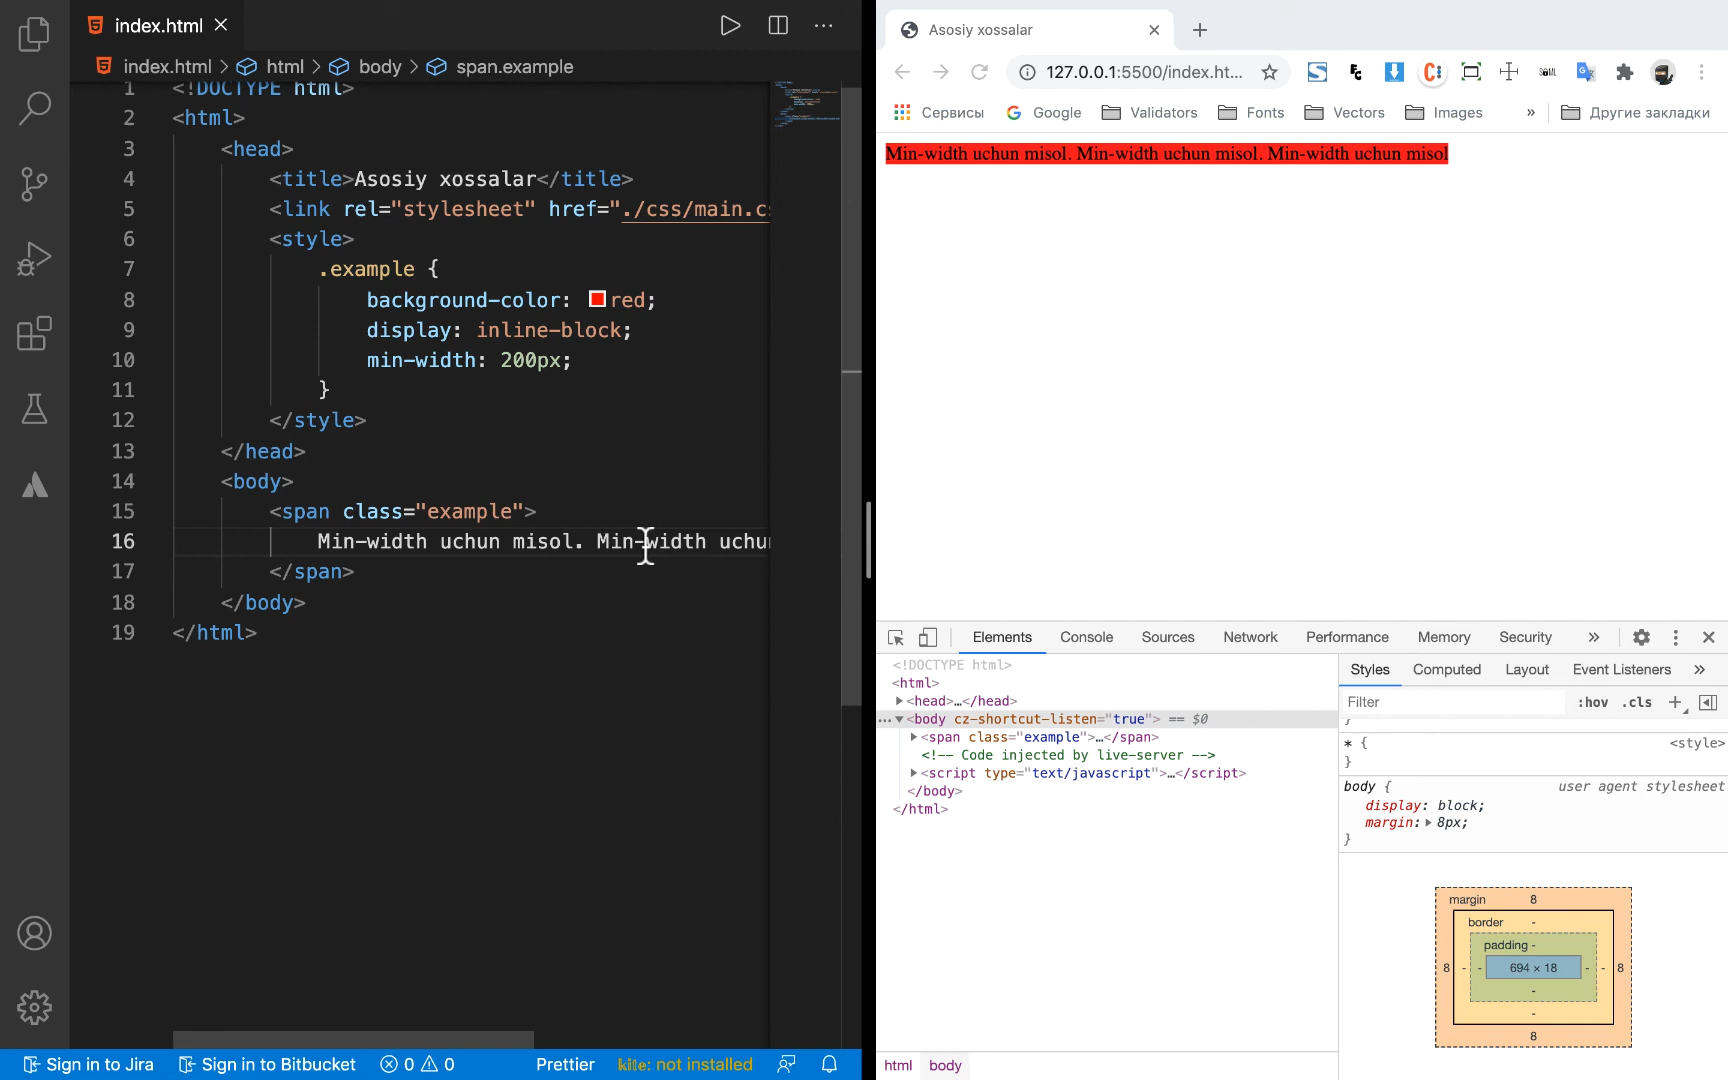 index.html
index.html > html > body > span.example
1 <!DOCTYPE html>
2 <html>
3 <head>
4 <title>Asosiy xossalar</title>
5 <link rel="stylesheet" href="./css/main.cs
6 <style>
7 .example {
8 background-color: red;
9 display: inline-block;
10 min-width: 200px;
11 }
12 </style>
13 </head>
14 <body>
15 <span class="example">
16 Min-width uchun misol. Min-width uchun
17 </span>
18 </body>
19 </html>
Sign in to Jira Sign in to Bitbucket 0 0 Prettier kite: not installed
Asosiy xossalar
127.0.0.1:5500/index.ht...
Сервисы Google Validators Fonts Vectors Images » Другие закладки
Min-width uchun misol. Min-width uchun misol. Min-width uchun misol
Elements Console Sources Network Performance Memory Security »
<!DOCTYPE html>
<html>
<head>…</head>
<body cz-shortcut-listen="true"> == $0
<span class="example">…</span>
<!-- Code injected by live-server -->
<script type="text/javascript">…</script>
</body>
</html>
html body
Styles Computed Layout Event Listeners »
Filter :hov .cls +
}
* { <style>
}
body { user agent stylesheet
display: block;
margin: 8px;
}
margin 8
border -
padding -
8 - - 694 × 18 - - 8
-
-
8